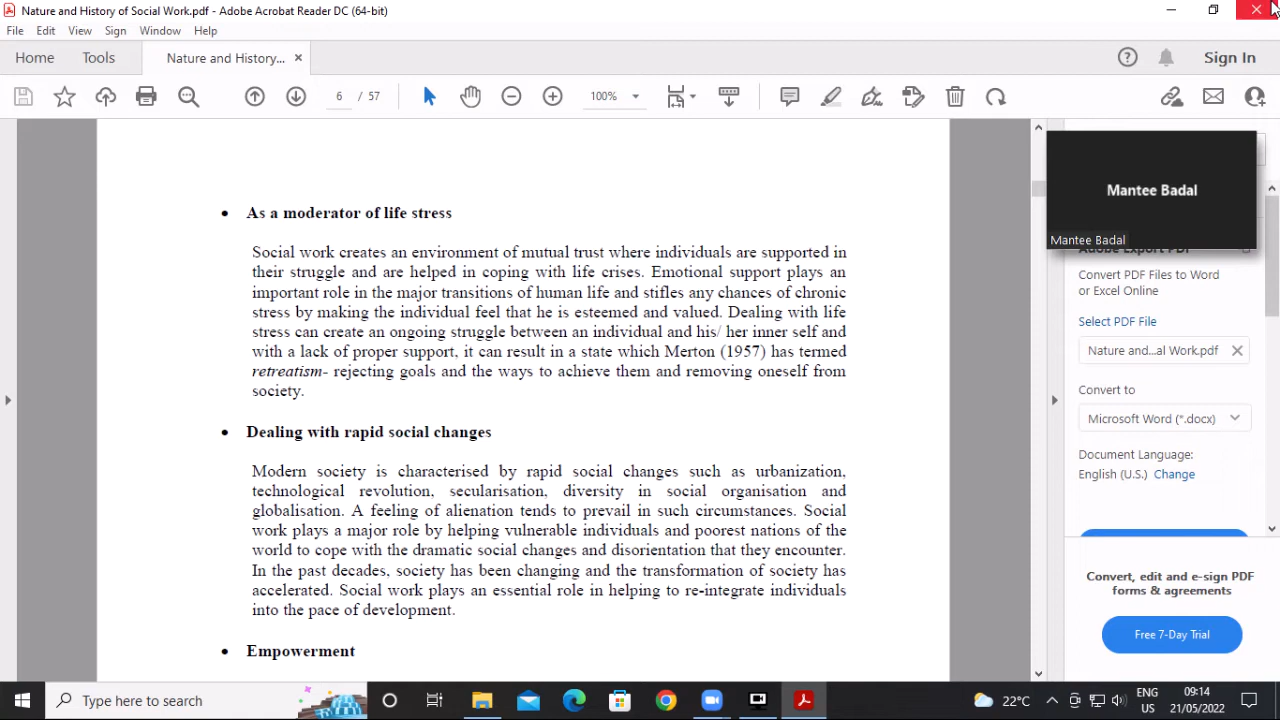 Nature and History of Social Work.pdf - Adobe Acrobat Reader DC (64-bit)
File Edit View Sign Window Help
Home Tools Nature and History... Sign In
6 / 57 100%
• As a moderator of life stress
Social work creates an environment of mutual trust where individuals are supported in
their struggle and are helped in coping with life crises. Emotional support plays an
important role in the major transitions of human life and stifles any chances of chronic
stress by making the individual feel that he is esteemed and valued. Dealing with life
stress can create an ongoing struggle between an individual and his/ her inner self and
with a lack of proper support, it can result in a state which Merton (1957) has termed
retreatism- rejecting goals and the ways to achieve them and removing oneself from
society.
• Dealing with rapid social changes
Modern society is characterised by rapid social changes such as urbanization,
technological revolution, secularisation, diversity in social organisation and
globalisation. A feeling of alienation tends to prevail in such circumstances. Social
work plays a major role by helping vulnerable individuals and poorest nations of the
world to cope with the dramatic social changes and disorientation that they encounter.
In the past decades, society has been changing and the transformation of society has
accelerated. Social work plays an essential role in helping to re-integrate individuals
into the pace of development.
• Empowerment
Mantee Badal
Mantee Badal
Adobe Export PDF
Convert PDF Files to Word
or Excel Online
Select PDF File
Nature and...al Work.pdf
Convert to
Microsoft Word (*.docx)
Document Language:
English (U.S.) Change
Convert, edit and e-sign PDF
forms & agreements
Free 7-Day Trial
Type here to search
22°C
ENG
US
09:14
21/05/2022